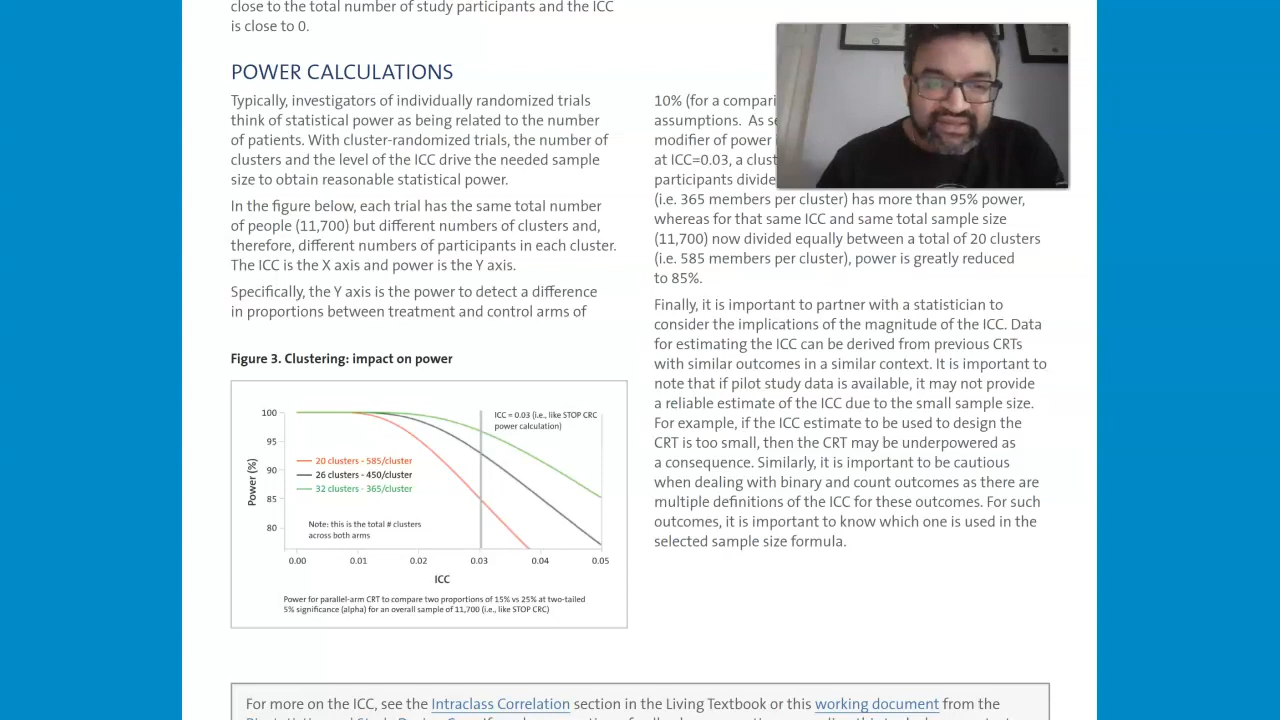 close to the total number of study participants and the ICC
is close to 0.
POWER CALCULATIONS
Typically, investigators of individually randomized trials
think of statistical power as being related to the number
of patients. With cluster-randomized trials, the number of
clusters and the level of the ICC drive the needed sample
size to obtain reasonable statistical power.
In the figure below, each trial has the same total number
of people (11,700) but different numbers of clusters and,
therefore, different numbers of participants in each cluster.
The ICC is the X axis and power is the Y axis.
Specifically, the Y axis is the power to detect a difference
in proportions between treatment and control arms of
Figure 3. Clustering: impact on power
100
95
90
85
80
Power (%)
ICC = 0.03 (i.e., like STOP CRC
power calculation)
20 clusters - 585/cluster
26 clusters - 450/cluster
32 clusters - 365/cluster
Note: this is the total # clusters
across both arms
0.00 0.01 0.02 0.03 0.04 0.05
ICC
Power for parallel-arm CRT to compare two proportions of 15% vs 25% at two-tailed
5% significance (alpha) for an overall sample of 11,700 (i.e., like STOP CRC)
10% (for a compari
assumptions. As se
modifier of power
at ICC=0.03, a clust
participants divide
(i.e. 365 members per cluster) has more than 95% power,
whereas for that same ICC and same total sample size
(11,700) now divided equally between a total of 20 clusters
(i.e. 585 members per cluster), power is greatly reduced
to 85%.
Finally, it is important to partner with a statistician to
consider the implications of the magnitude of the ICC. Data
for estimating the ICC can be derived from previous CRTs
with similar outcomes in a similar context. It is important to
note that if pilot study data is available, it may not provide
a reliable estimate of the ICC due to the small sample size.
For example, if the ICC estimate to be used to design the
CRT is too small, then the CRT may be underpowered as
a consequence. Similarly, it is important to be cautious
when dealing with binary and count outcomes as there are
multiple definitions of the ICC for these outcomes. For such
outcomes, it is important to know which one is used in the
selected sample size formula.
For more on the ICC, see the Intraclass Correlation section in the Living Textbook or this working document from the